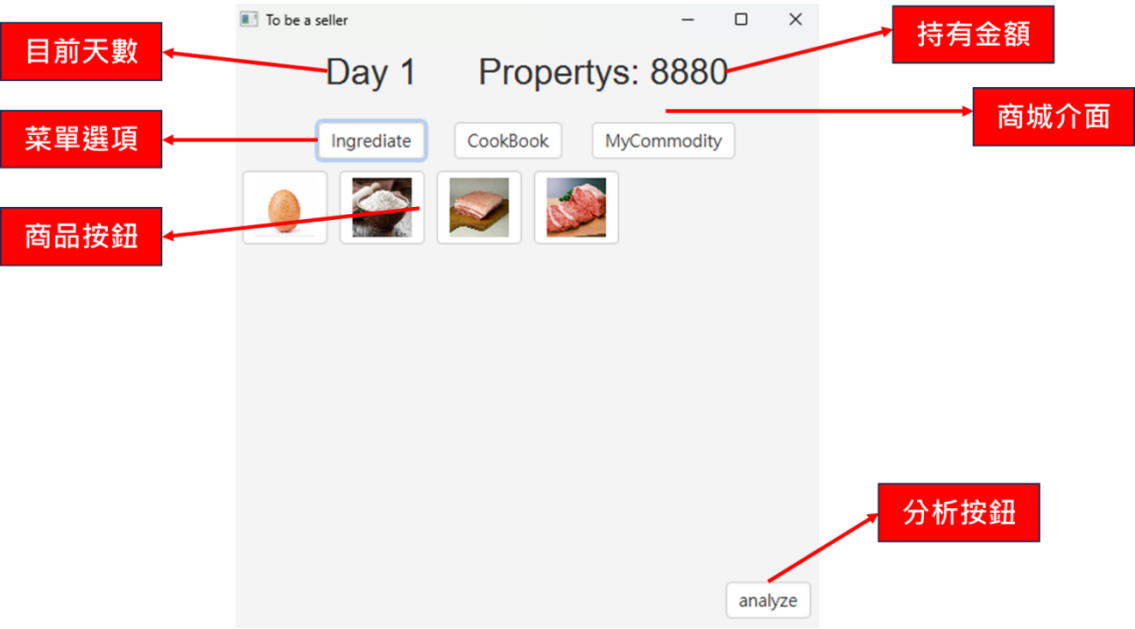 To be a seller
持有金額
目前天數
Day 1
Propertys: 8880
商城介面
菜單選項
Ingrediate
CookBook
MyCommodity
商品按鈕
分析按鈕
analyze